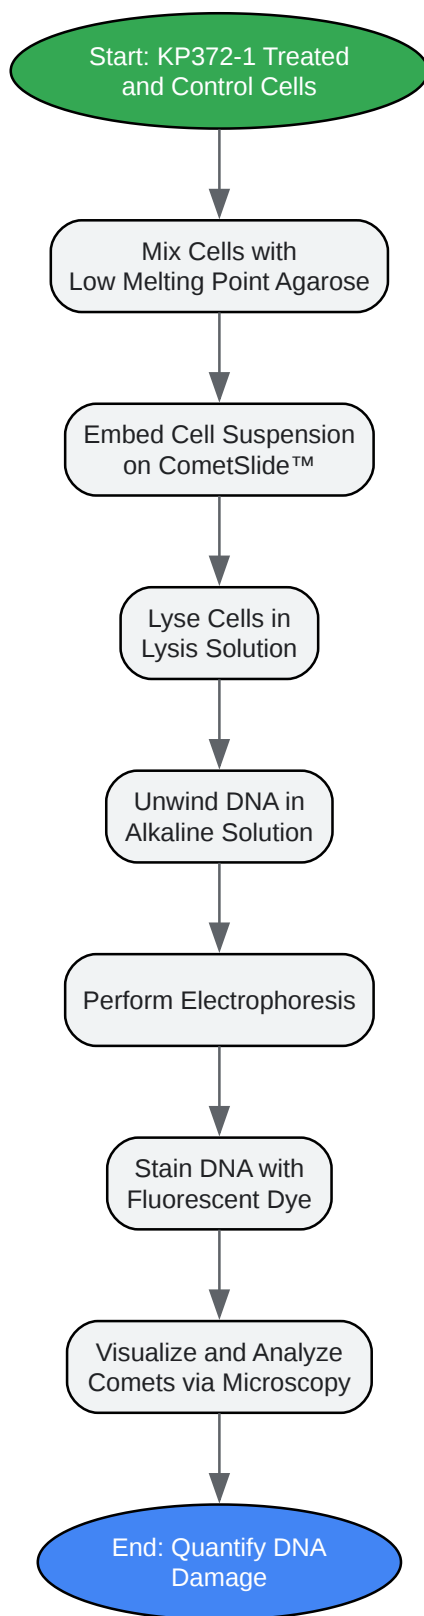 Start: KP372-1 Treated
and Control Cells
Mix Cells with
Low Melting Point Agarose
Embed Cell Suspension
on CometSlide™
Lyse Cells in
Lysis Solution
Unwind DNA in
Alkaline Solution
Perform Electrophoresis
Stain DNA with
Fluorescent Dye
Visualize and Analyze
Comets via Microscopy
End: Quantify DNA
Damage